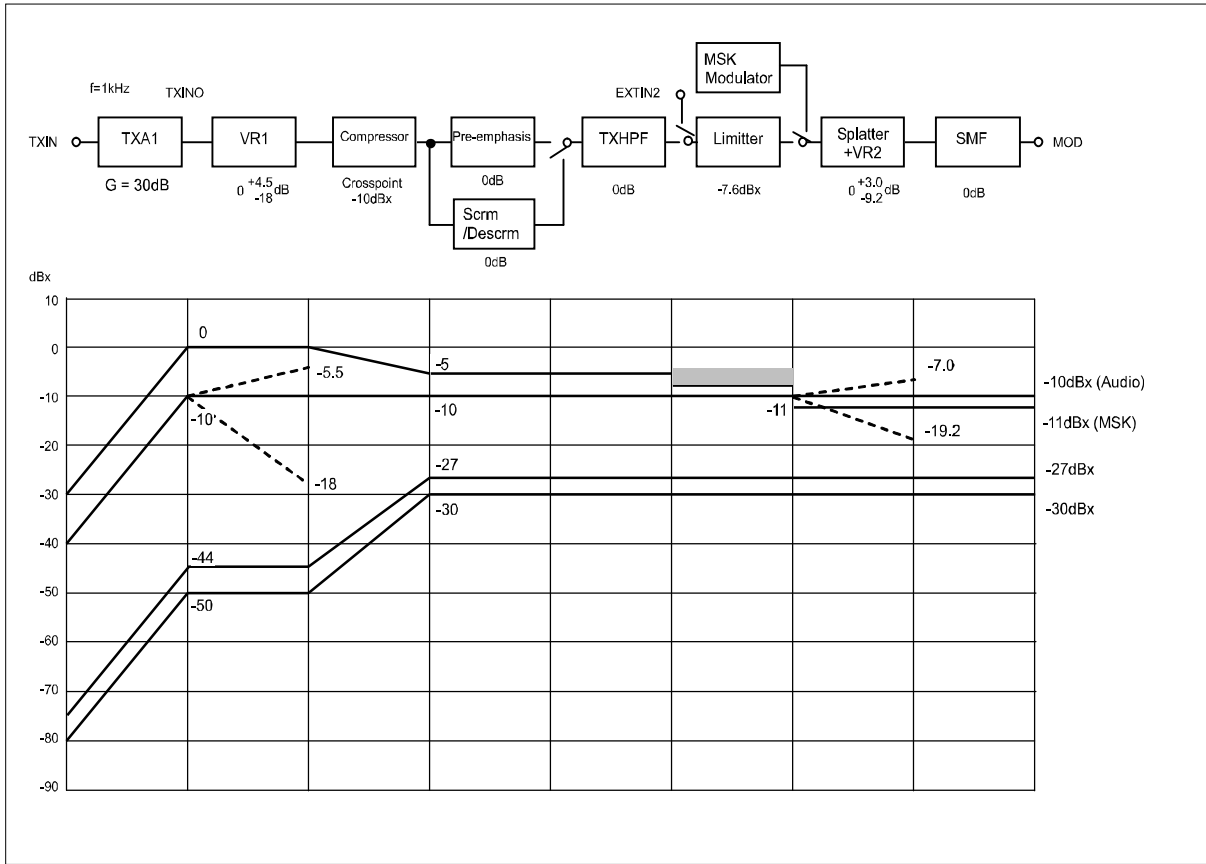 MSK
Modulator
f=1kHz
TXINO
EXTIN2
TXIN
TXA1
VR1
Compressor
Pre-emphasis
TXHPF
Limitter
Splatter
+VR2
SMF
MOD
G = 30dB
0 +4.5 -18 dB
Crosspoint
-10dBx
0dB
0dB
-7.6dBx
0 +3.0 -9.2 dB
0dB
Scrm
/Descrm
0dB
dBx
10
0
-10
-20
-30
-40
-50
-60
-70
-80
-90
0
-5
-5.5
-7.0
-10
-10
-11
-18
-19.2
-27
-30
-44
-50
-10dBx (Audio)
-11dBx (MSK)
-27dBx
-30dBx